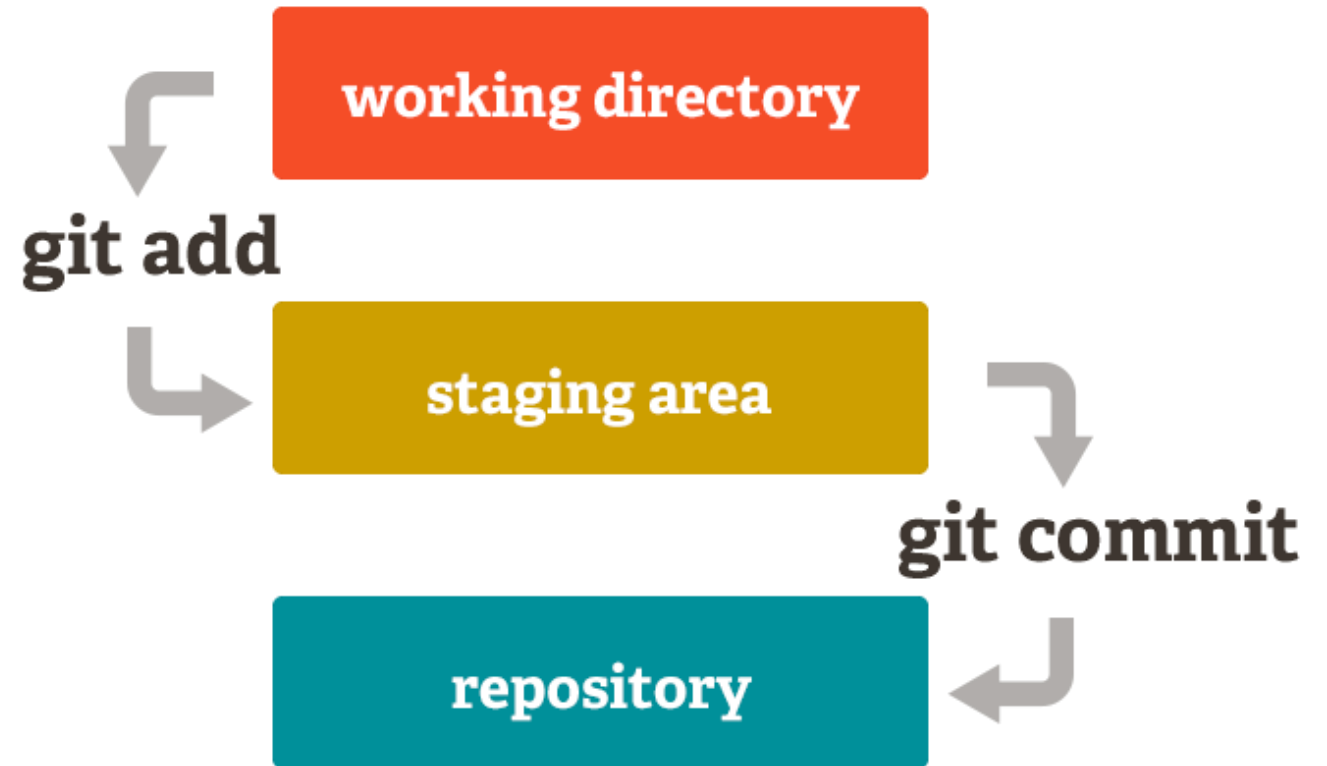 working directory
git add
staging area
git commit
repository